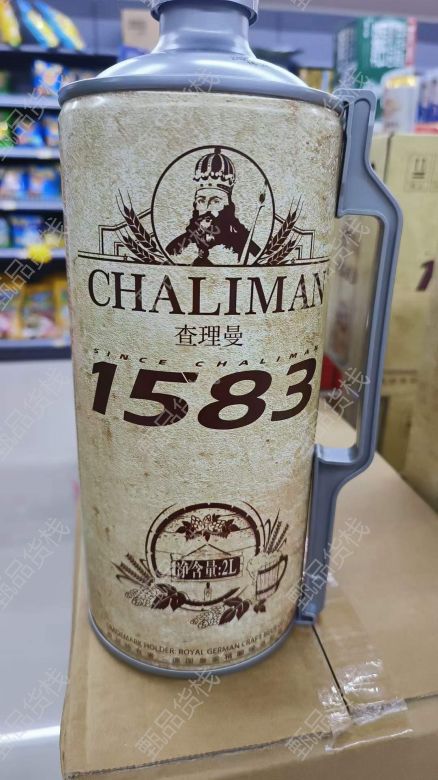 CHALIMAN
查理曼
SINCE CHALIMAN
1583
净含量:2L
HOLDER: ROYAL GERMAN CRAFT
甄品货栈